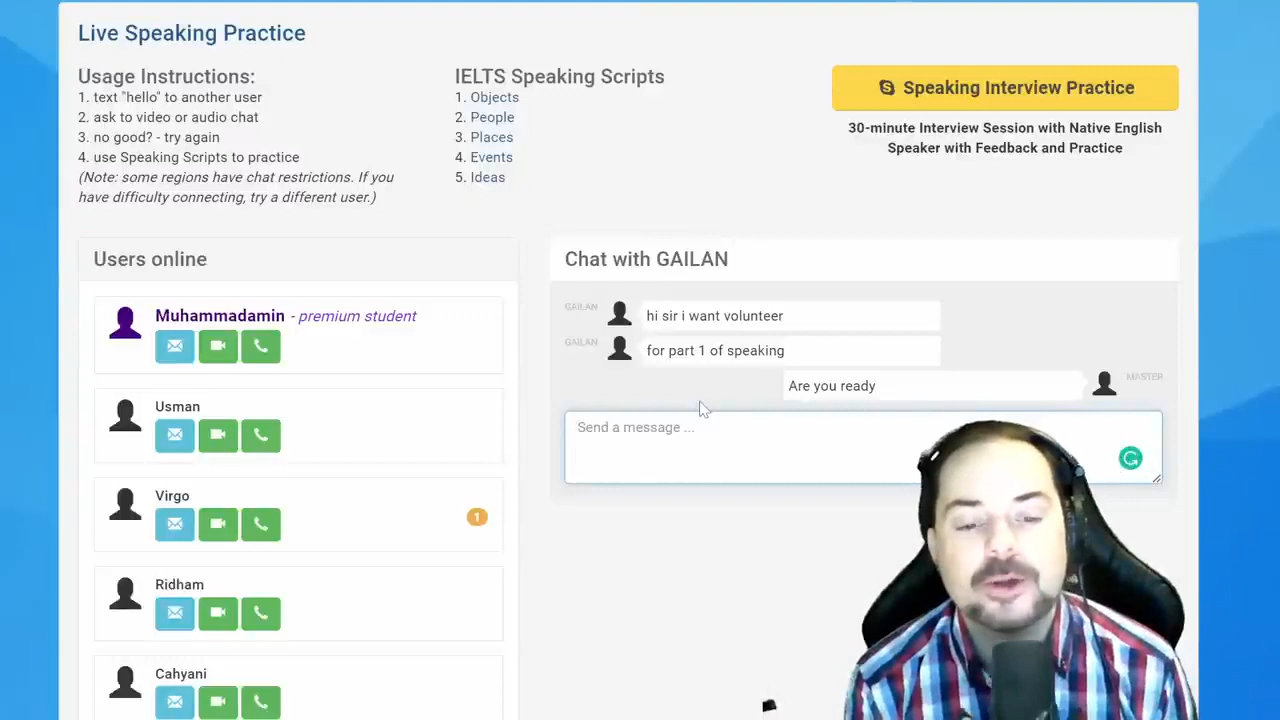 Live Speaking Practice
Usage Instructions:
1. text "hello" to another user
2. ask to video or audio chat
3. no good? - try again
4. use Speaking Scripts to practice
(Note: some regions have chat restrictions. If you
have difficulty connecting, try a different user.)
IELTS Speaking Scripts
1. Objects
2. People
3. Places
4. Events
5. Ideas
Speaking Interview Practice
30-minute Interview Session with Native English
Speaker with Feedback and Practice
Users online
Muhammadamin - premium student
Usman
Virgo
1
Ridham
Cahyani
Chat with GAILAN
GAILAN
hi sir i want volunteer
GAILAN
for part 1 of speaking
Are you ready
MASTER
Send a message ...